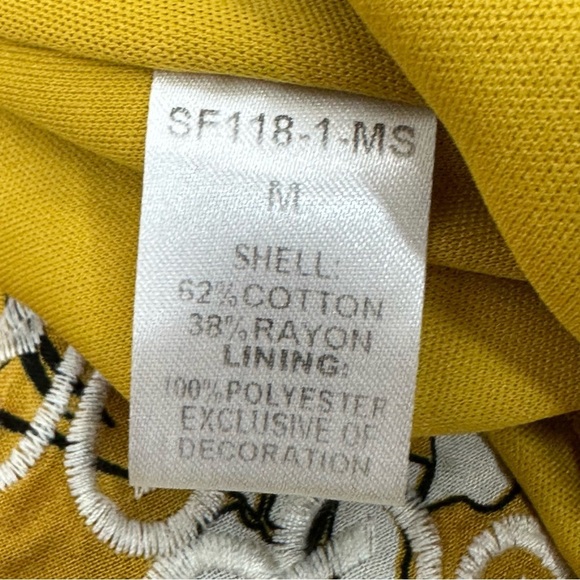 SF118-1-MS
M
SHELL:
62%COTTON
38%RAYON
LINING:
100%POLYESTER
EXCLUSIVE OF
DECORATION